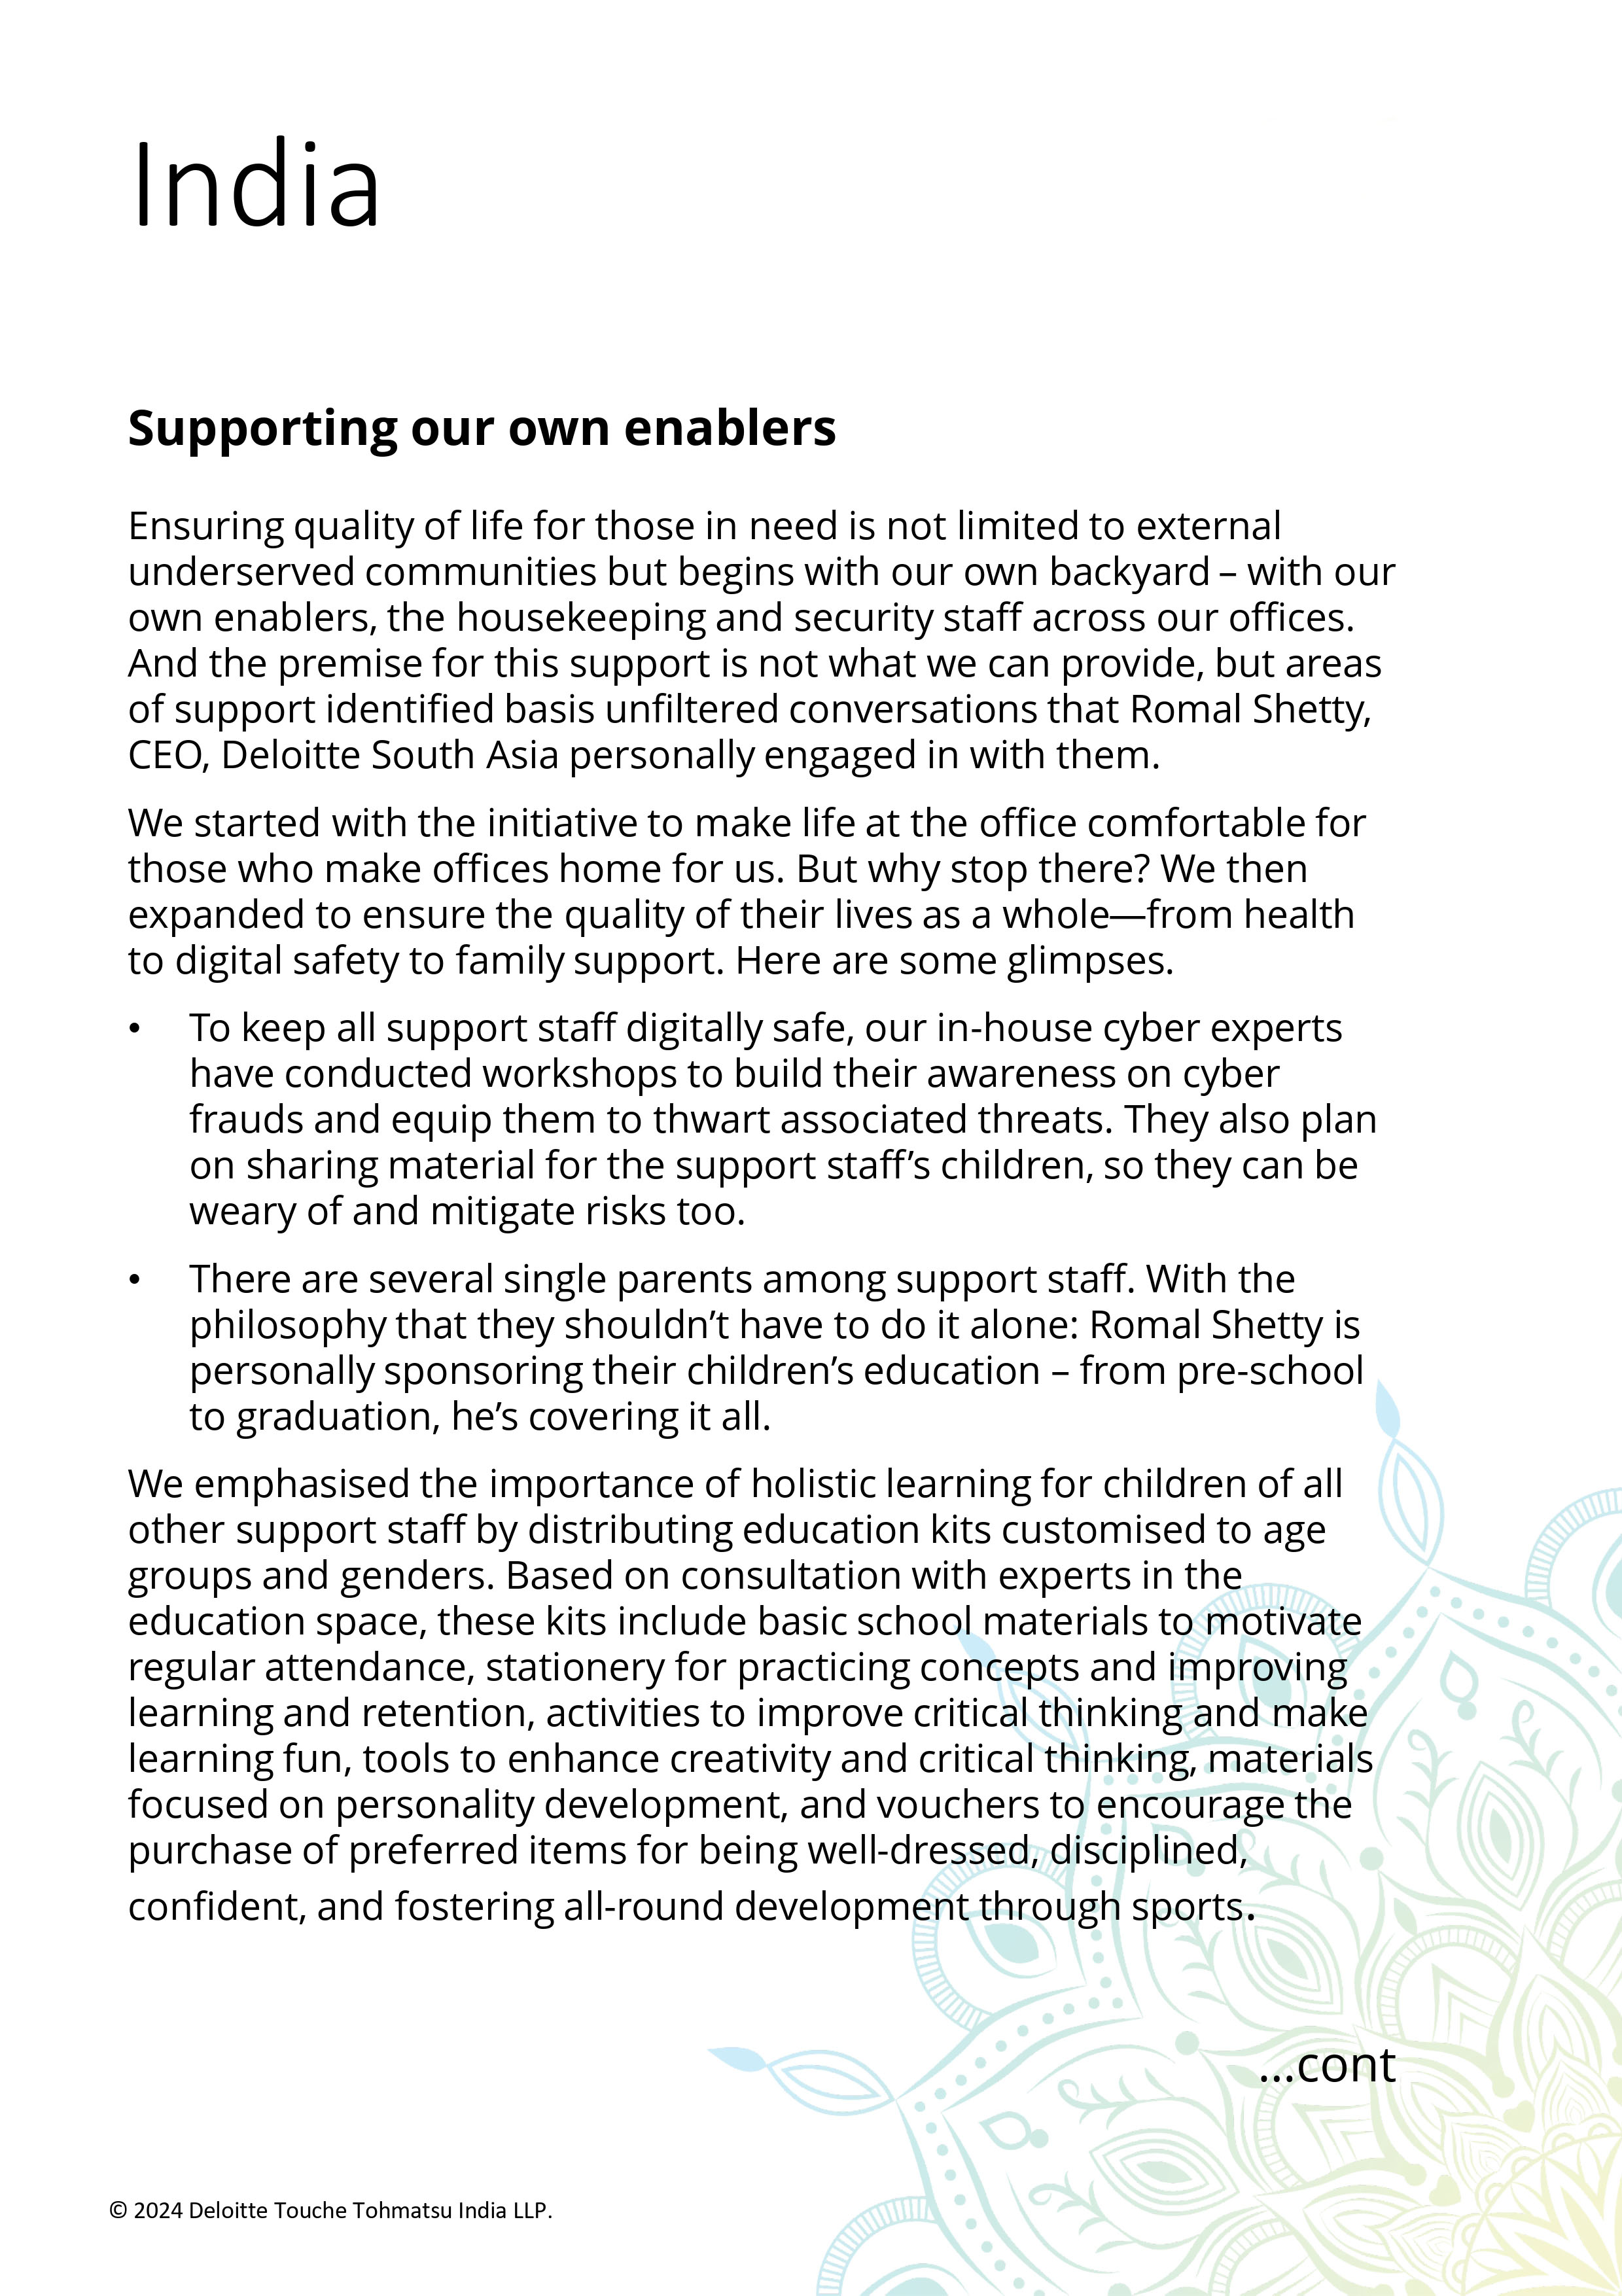 India
Supporting our own enablers
Ensuring quality of life for those in need is not limited to external
underserved communities but begins with our own backyard – with our
own enablers, the housekeeping and security staff across our offices.
And the premise for this support is not what we can provide, but areas
of support identified basis unfiltered conversations that Romal Shetty,
CEO, Deloitte South Asia personally engaged in with them.
We started with the initiative to make life at the office comfortable for
those who make offices home for us. But why stop there? We then
expanded to ensure the quality of their lives as a whole—from health
to digital safety to family support. Here are some glimpses.
• To keep all support staff digitally safe, our in-house cyber experts
have conducted workshops to build their awareness on cyber
frauds and equip them to thwart associated threats. They also plan
on sharing material for the support staff’s children, so they can be
weary of and mitigate risks too.
• There are several single parents among support staff. With the
philosophy that they shouldn’t have to do it alone: Romal Shetty is
personally sponsoring their children’s education – from pre-school
to graduation, he’s covering it all.
We emphasised the importance of holistic learning for children of all
other support staff by distributing education kits customised to age
groups and genders. Based on consultation with experts in the
education space, these kits include basic school materials to motivate
regular attendance, stationery for practicing concepts and improving
learning and retention, activities to improve critical thinking and make
learning fun, tools to enhance creativity and critical thinking, materials
focused on personality development, and vouchers to encourage the
purchase of preferred items for being well-dressed, disciplined,
confident, and fostering all-round development through sports.
...cont
© 2024 Deloitte Touche Tohmatsu India LLP.